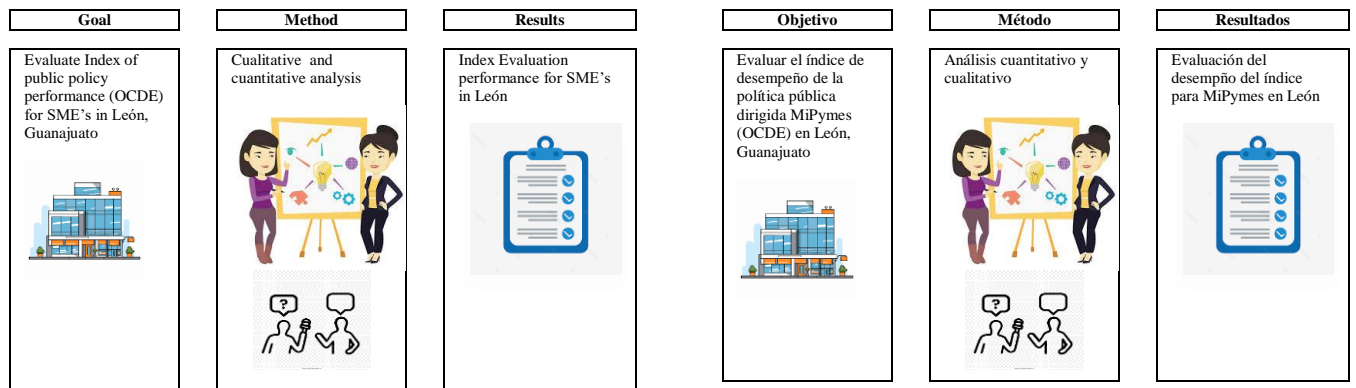 Goal
Evaluate Index of
public policy
performance (OCDE)
for SME's in León,
Guanajuato
Method
Cualitative and
cuantitative analysis
?
Results
Index Evaluation
performance for SME's
in León
Objetivo
Evaluar el índice de
desempeño de la
política pública
dirigida MiPymes
(OCDE) en León,
Guanajuato
Método
Análisis cuantitativo y
cualitativo
?
Resultados
Evaluación del
desempño del índice
para MiPymes en León